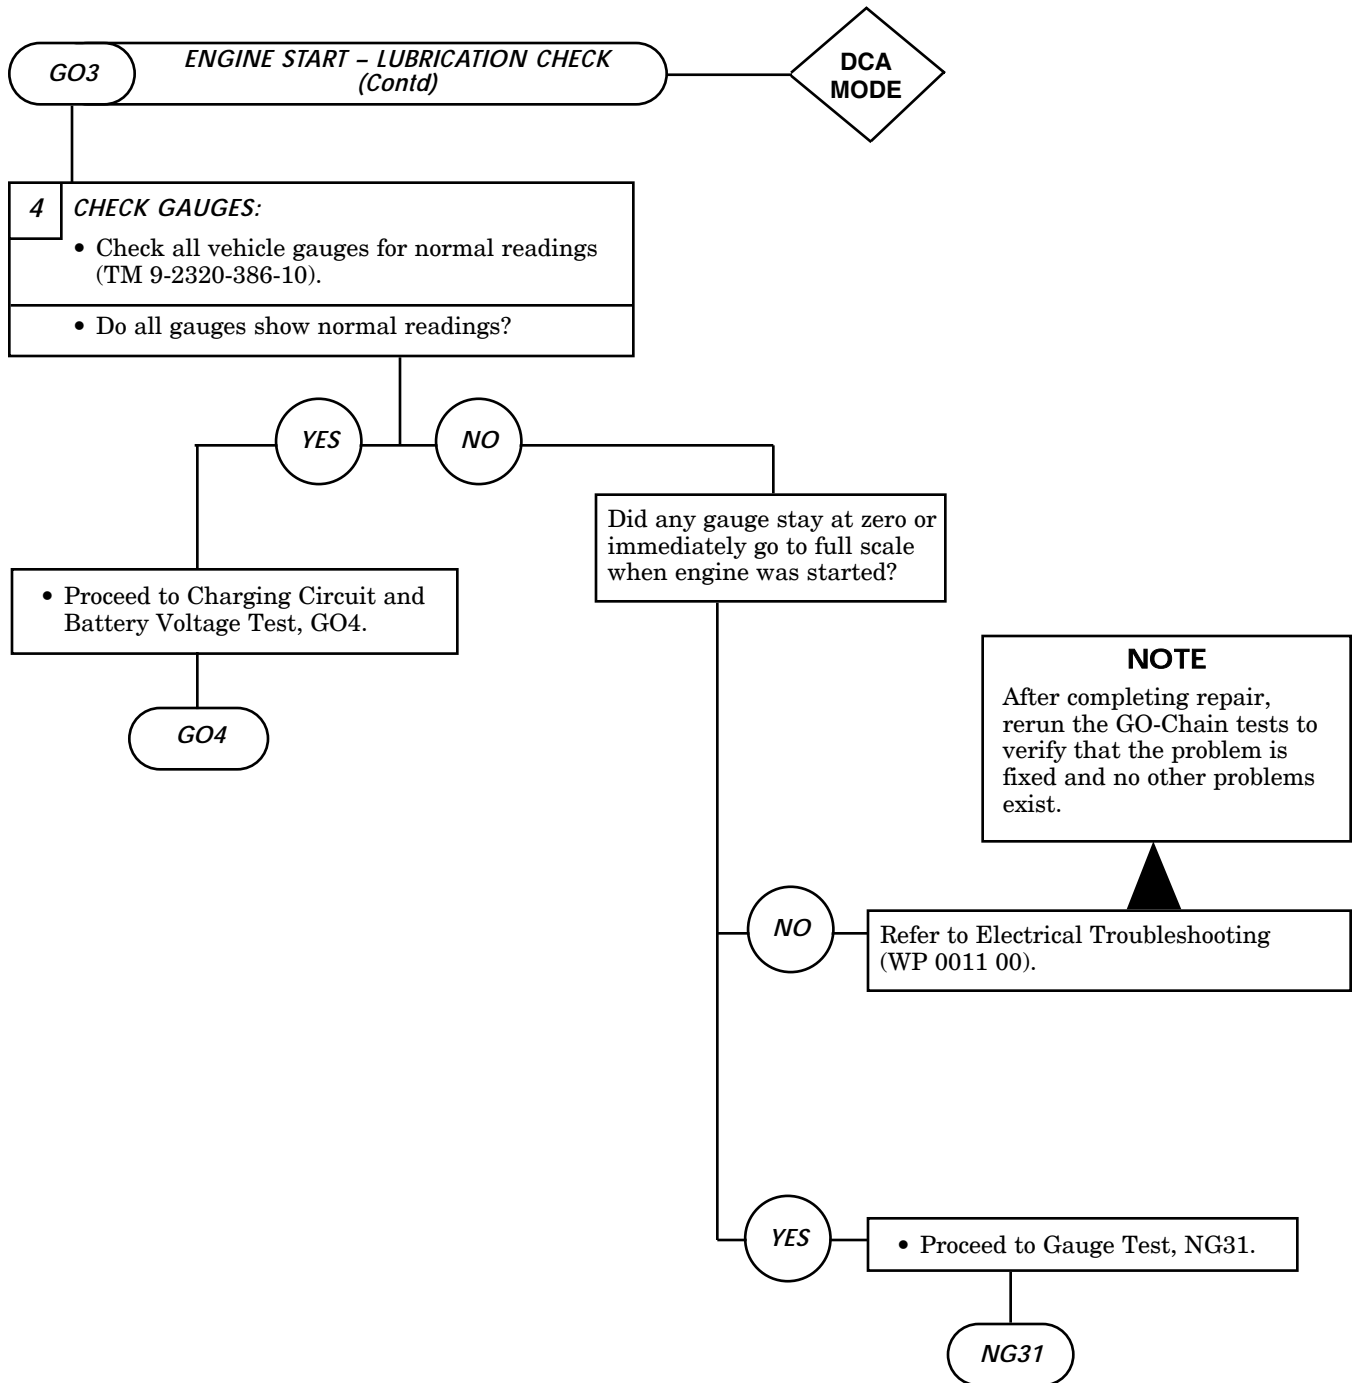 GO3
ENGINE START – LUBRICATION CHECK
(Contd)
DCA
MODE
4
CHECK GAUGES:
• Check all vehicle gauges for normal readings
(TM 9-2320-386-10).
• Do all gauges show normal readings?
YES
NO
Did any gauge stay at zero or
immediately go to full scale
when engine was started?
• Proceed to Charging Circuit and
Battery Voltage Test, GO4.
GO4
NOTE
After completing repair,
rerun the GO-Chain tests to
verify that the problem is
fixed and no other problems
exist.
NO
Refer to Electrical Troubleshooting
(WP 0011 00).
YES
• Proceed to Gauge Test, NG31.
NG31